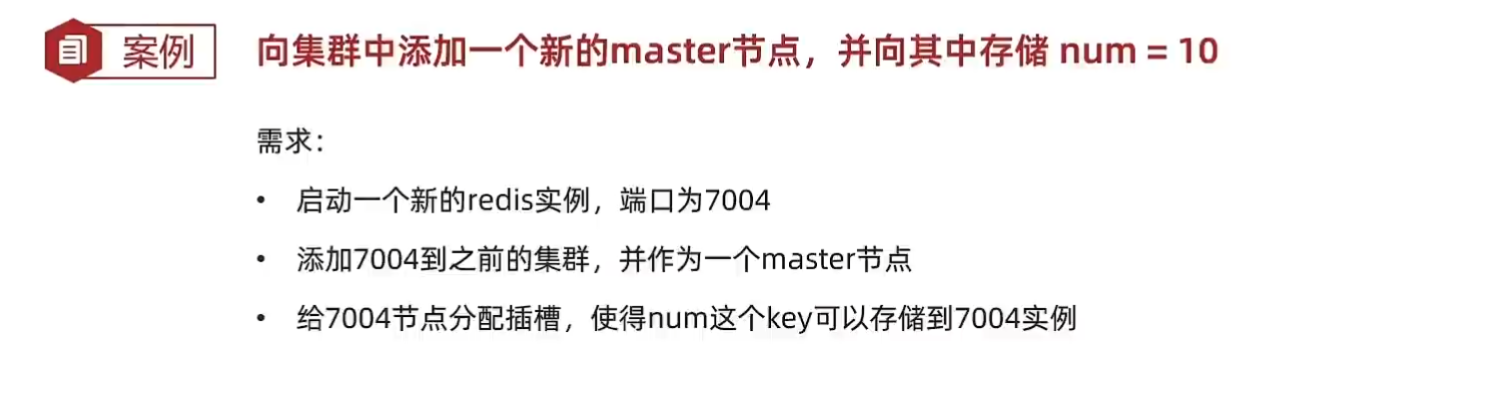 案例 向集群中添加一个新的master节点，并向其中存储 num = 10
需求：
• 启动一个新的redis实例，端口为7004
• 添加7004到之前的集群，并作为一个master节点
• 给7004节点分配插槽，使得num这个key可以存储到7004实例